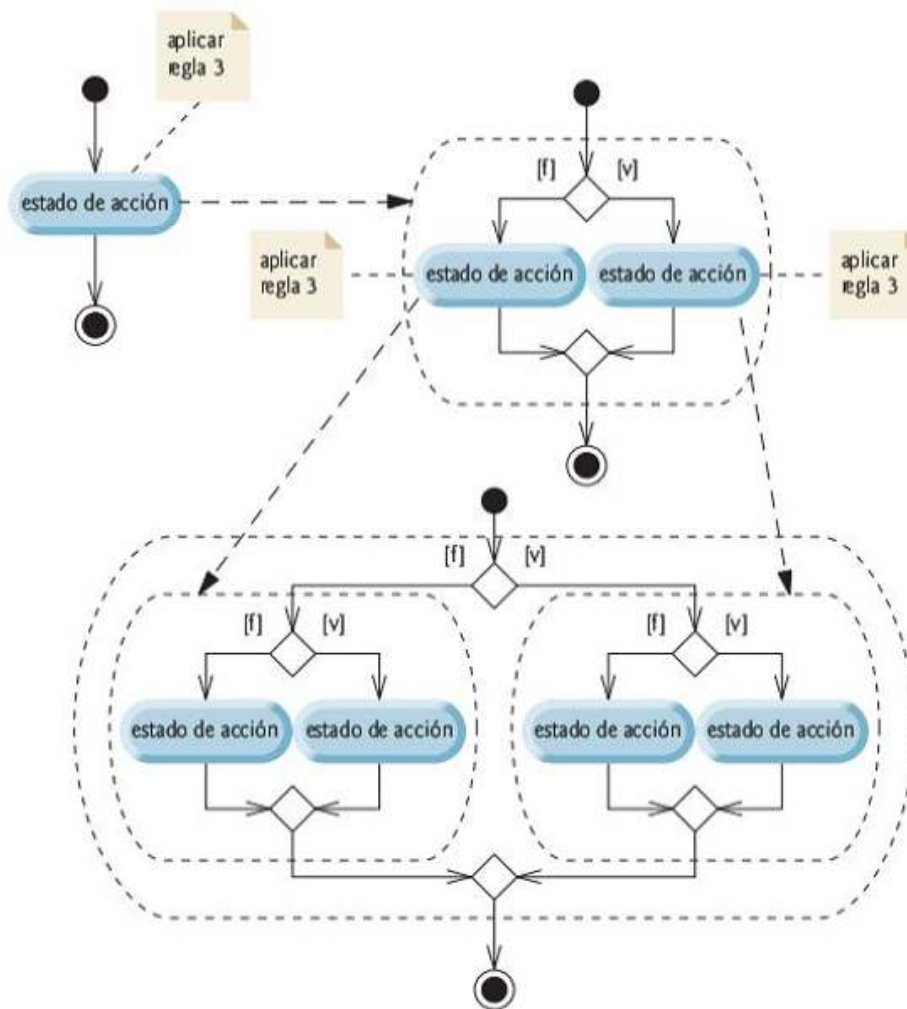 aplicar
regla 3
estado de acción
[f]
[v]
aplicar
regla 3
estado de acción
estado de acción
aplicar
regla 3
[f]
[v]
[f]
[v]
[f]
[v]
estado de acción
estado de acción
estado de acción
estado de acción